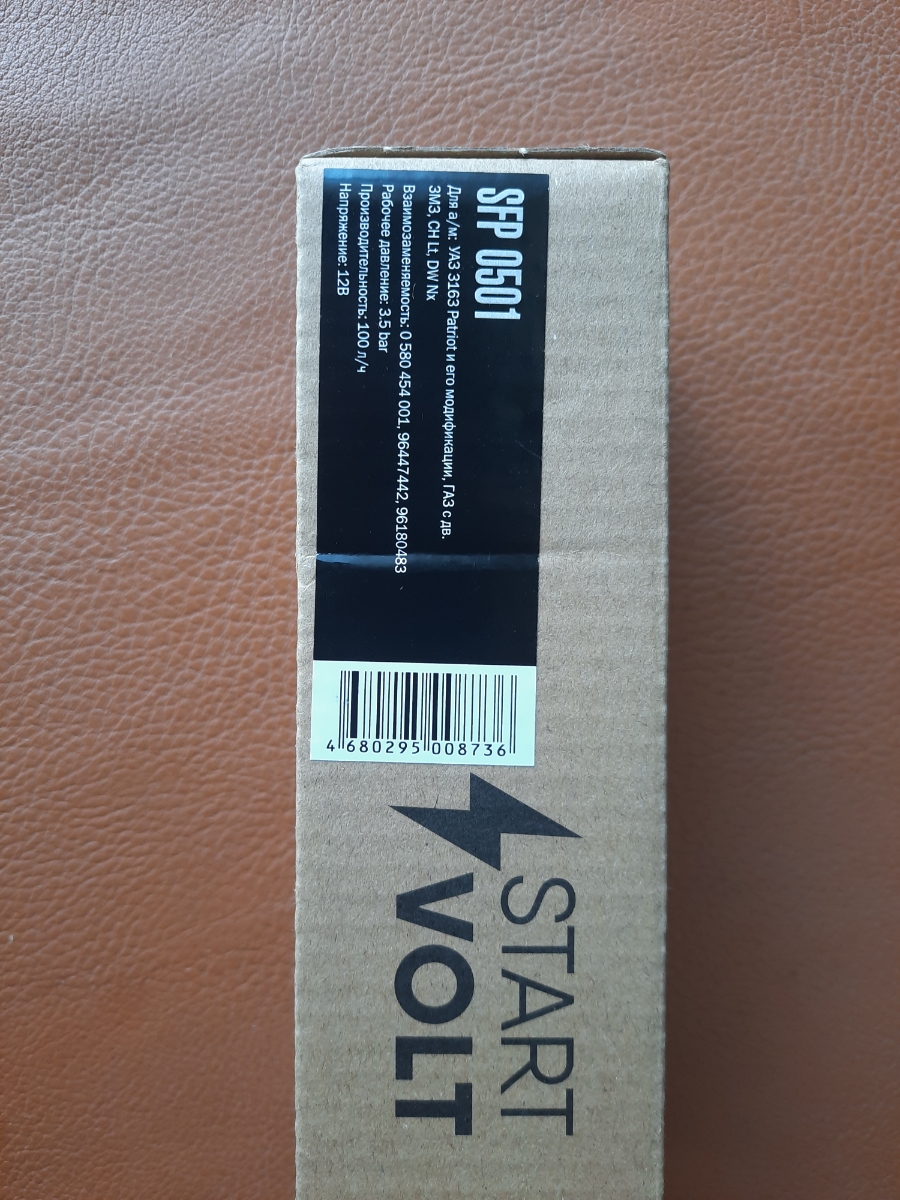 SFP 0501
Для а/м: УАЗ 3163 Patriot и его модификации, ГАЗ с дв.
ЗМЗ, CH Lt, DW Nx
Взаимозаменяемость: 0 580 454 001, 96447442, 96180483
Рабочее давление: 3.5 bar
Производительность: 100 л/ч
Напряжение: 12В
4 680295 008736
START
VOLT